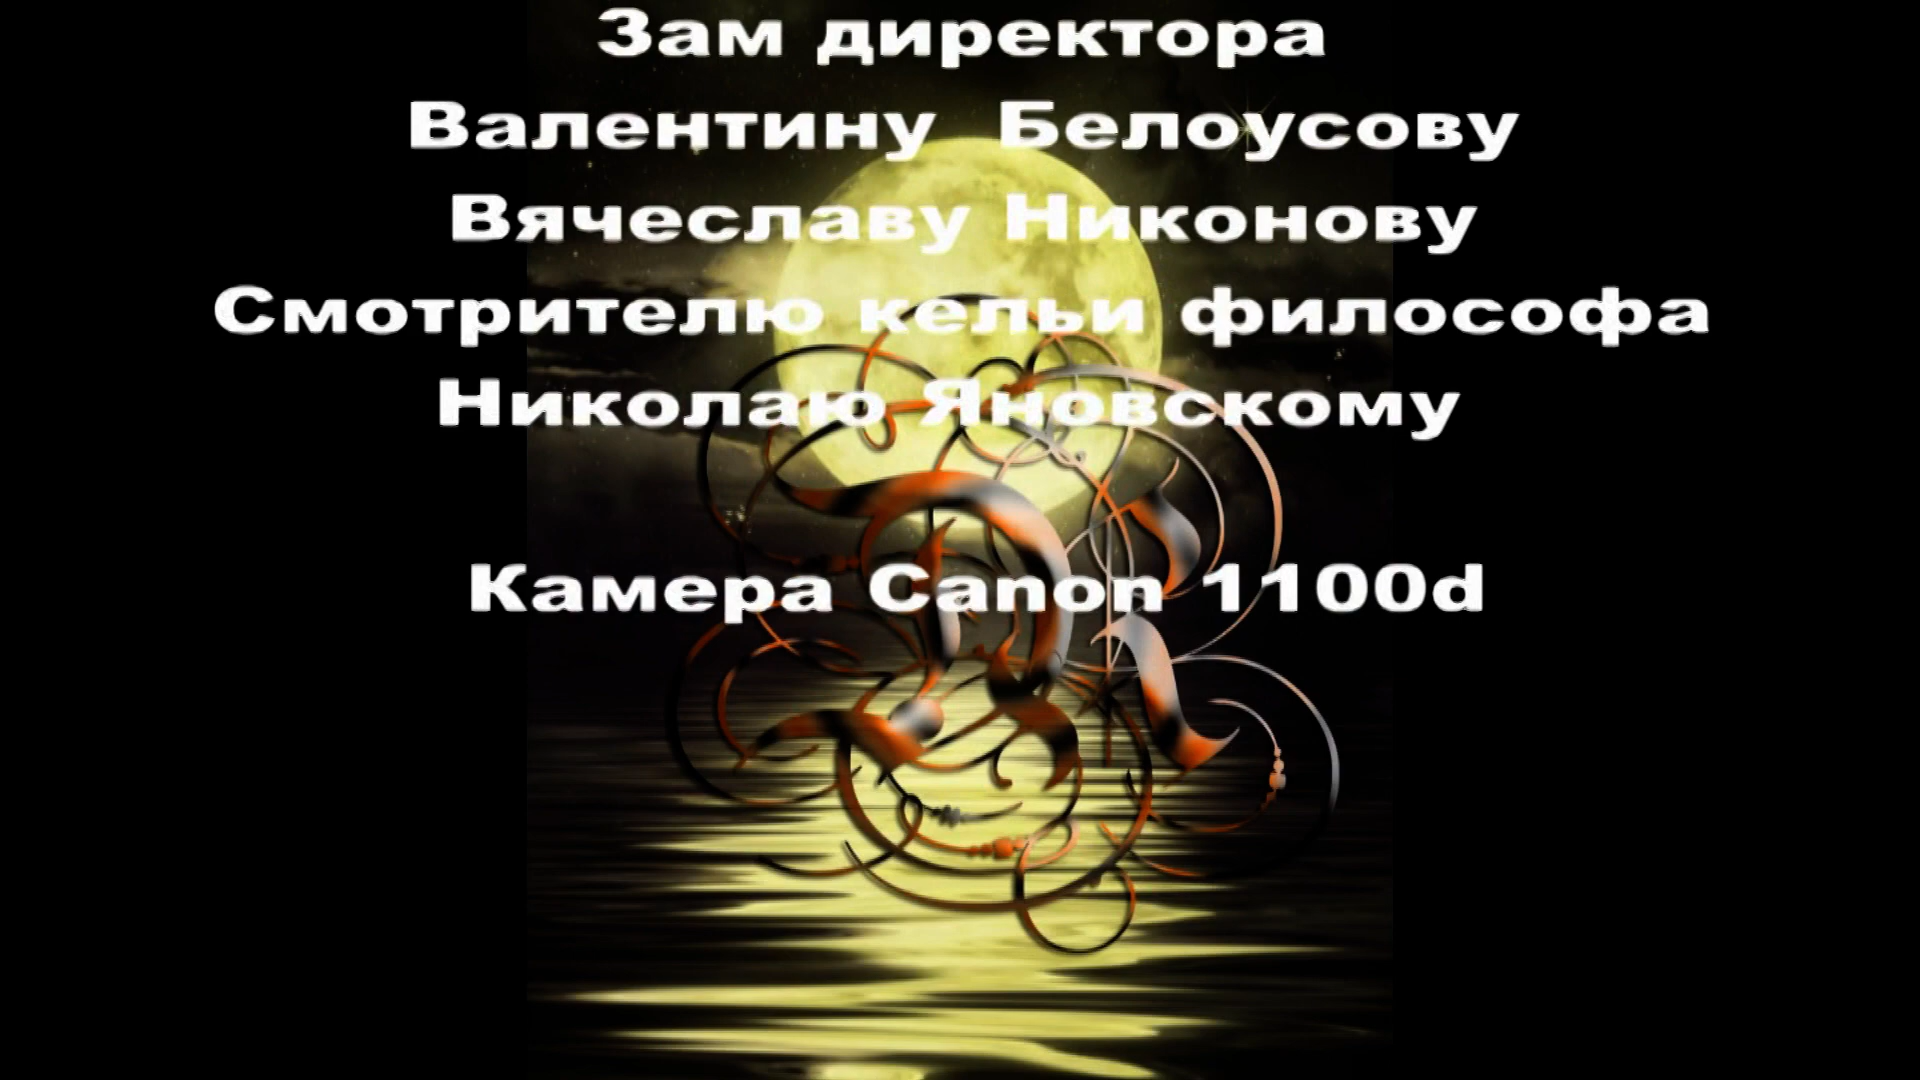 Зам директора
Валентину Белоусову
Вячеславу Никонову
Смотрителю кельи философа
Николаю Яновскому
Камера Canon 1100d